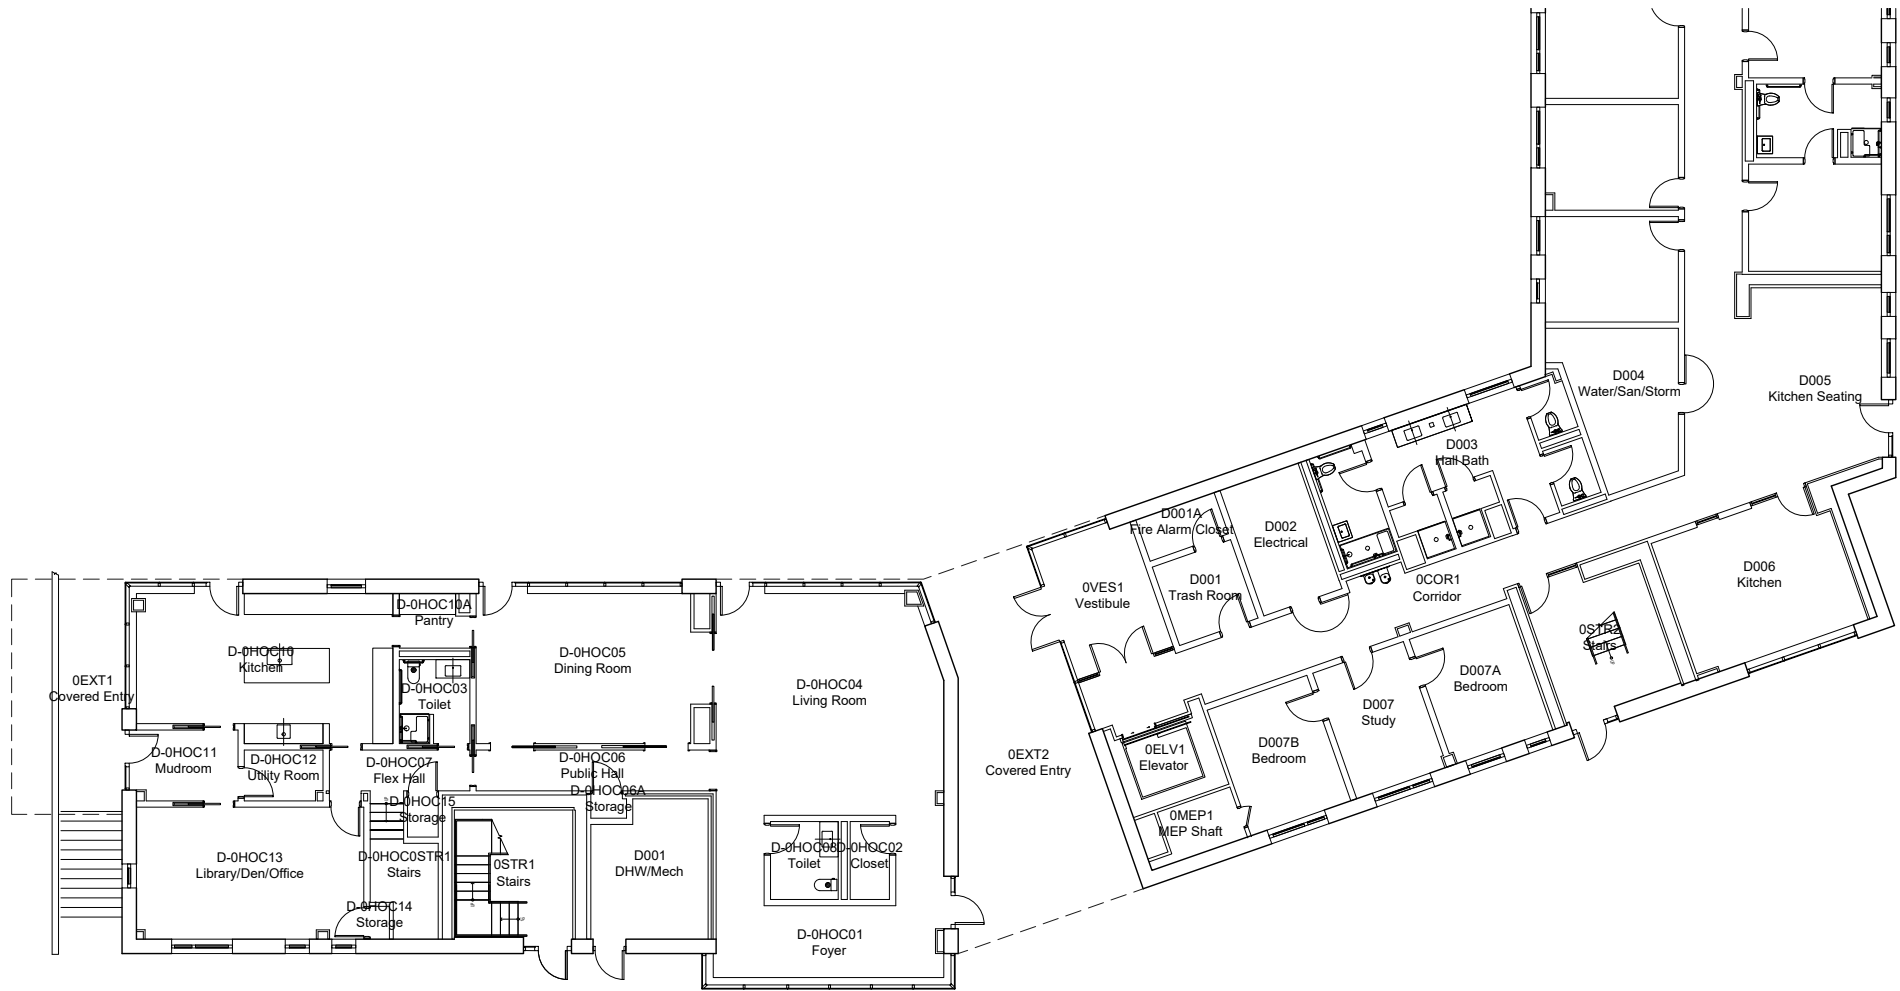 D004
Water/San/Storm
D005
Kitchen Seating
D003
Hall Bath
D001A
Fire Alarm Closet
D002
Electrical
D006
Kitchen
0VES1
Vestibule
D001
Trash Room
0COR1
Corridor
0STR2
Stairs
D007A
Bedroom
D007
Study
D007B
Bedroom
0ELV1
Elevator
0MEP1
MEP Shaft
0EXT2
Covered Entry
D-0HOC10A
Pantry
D-0HOC10
Kitchen
D-0HOC05
Dining Room
0EXT1
Covered Entry
D-0HOC03
Toilet
D-0HOC04
Living Room
D-0HOC11
Mudroom
D-0HOC12
Utility Room
D-0HOC07
Flex Hall
D-0HOC06
Public Hall
D-0HOC15
Storage
D-0HOC06A
Storage
D-0HOC13
Library/Den/Office
D-0HOC0STR1
Stairs
0STR1
Stairs
D001
DHW/Mech
D-0HOC08
Toilet
D-0HOC02
Closet
D-0HOC14
Storage
D-0HOC01
Foyer